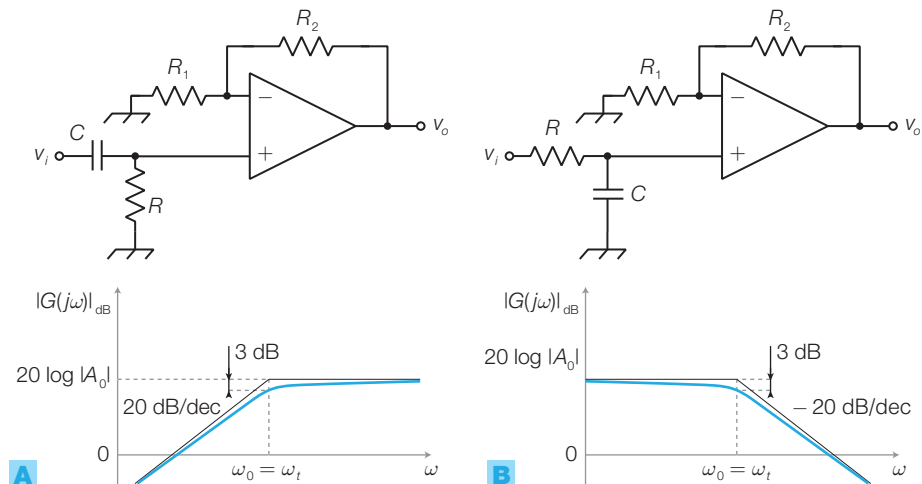 R₂
R₁
−
+
vₒ
C
vᵢ
R
R₂
R₁
−
+
vₒ
R
vᵢ
C
|G(jω)| dB
3 dB
20 log |A₀|
20 dB/dec
0
ω₀ = ωₜ
ω
A
|G(jω)| dB
3 dB
20 log |A₀|
− 20 dB/dec
0
ω₀ = ωₜ
ω
B